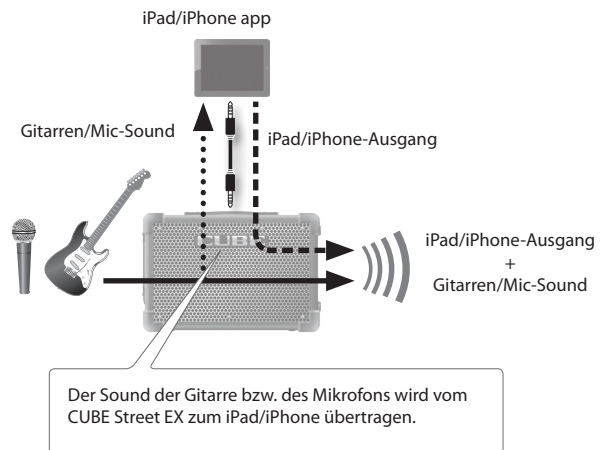 iPad/iPhone app
Gitarren/Mic-Sound
iPad/iPhone-Ausgang
CUBE
iPad/iPhone-Ausgang
+
Gitarren/Mic-Sound
Der Sound der Gitarre bzw. des Mikrofons wird vom
CUBE Street EX zum iPad/iPhone übertragen.